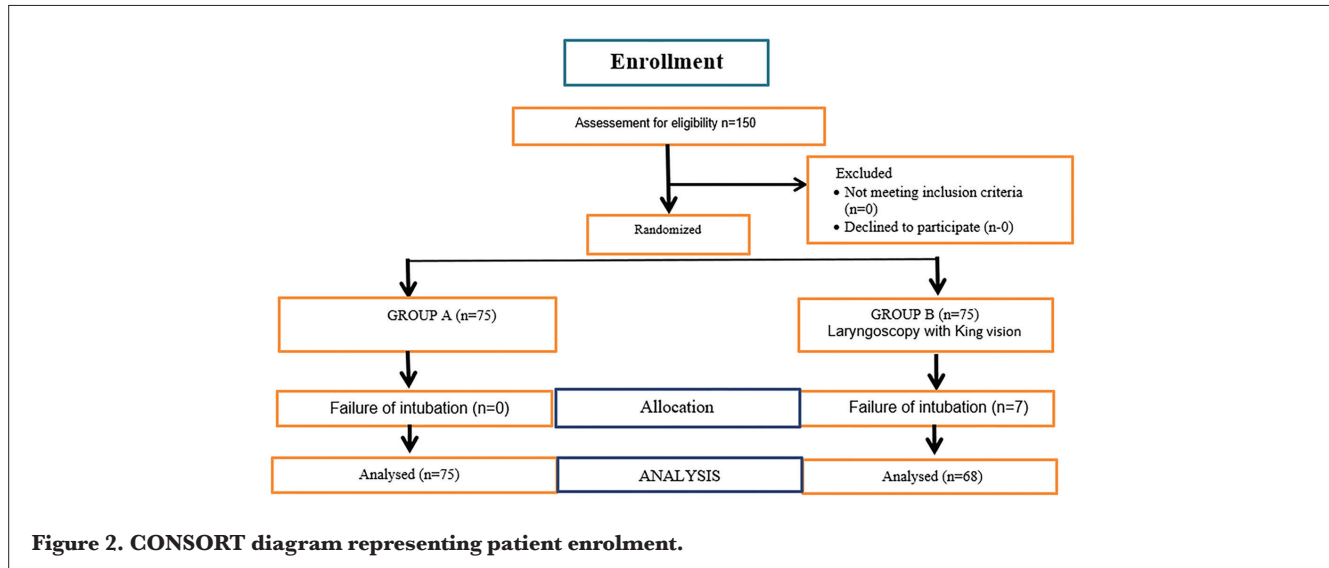 Enrollment
Assessement for eligibility n=150
Excluded
• Not meeting inclusion criteria
(n=0)
• Declined to participate (n-0)
Randomized
GROUP A (n=75)
GROUP B (n=75)
Laryngoscopy with King vision
Failure of intubation (n=0)
Allocation
Failure of intubation (n=7)
Analysed (n=75)
ANALYSIS
Analysed (n=68)
Figure 2. CONSORT diagram representing patient enrolment.